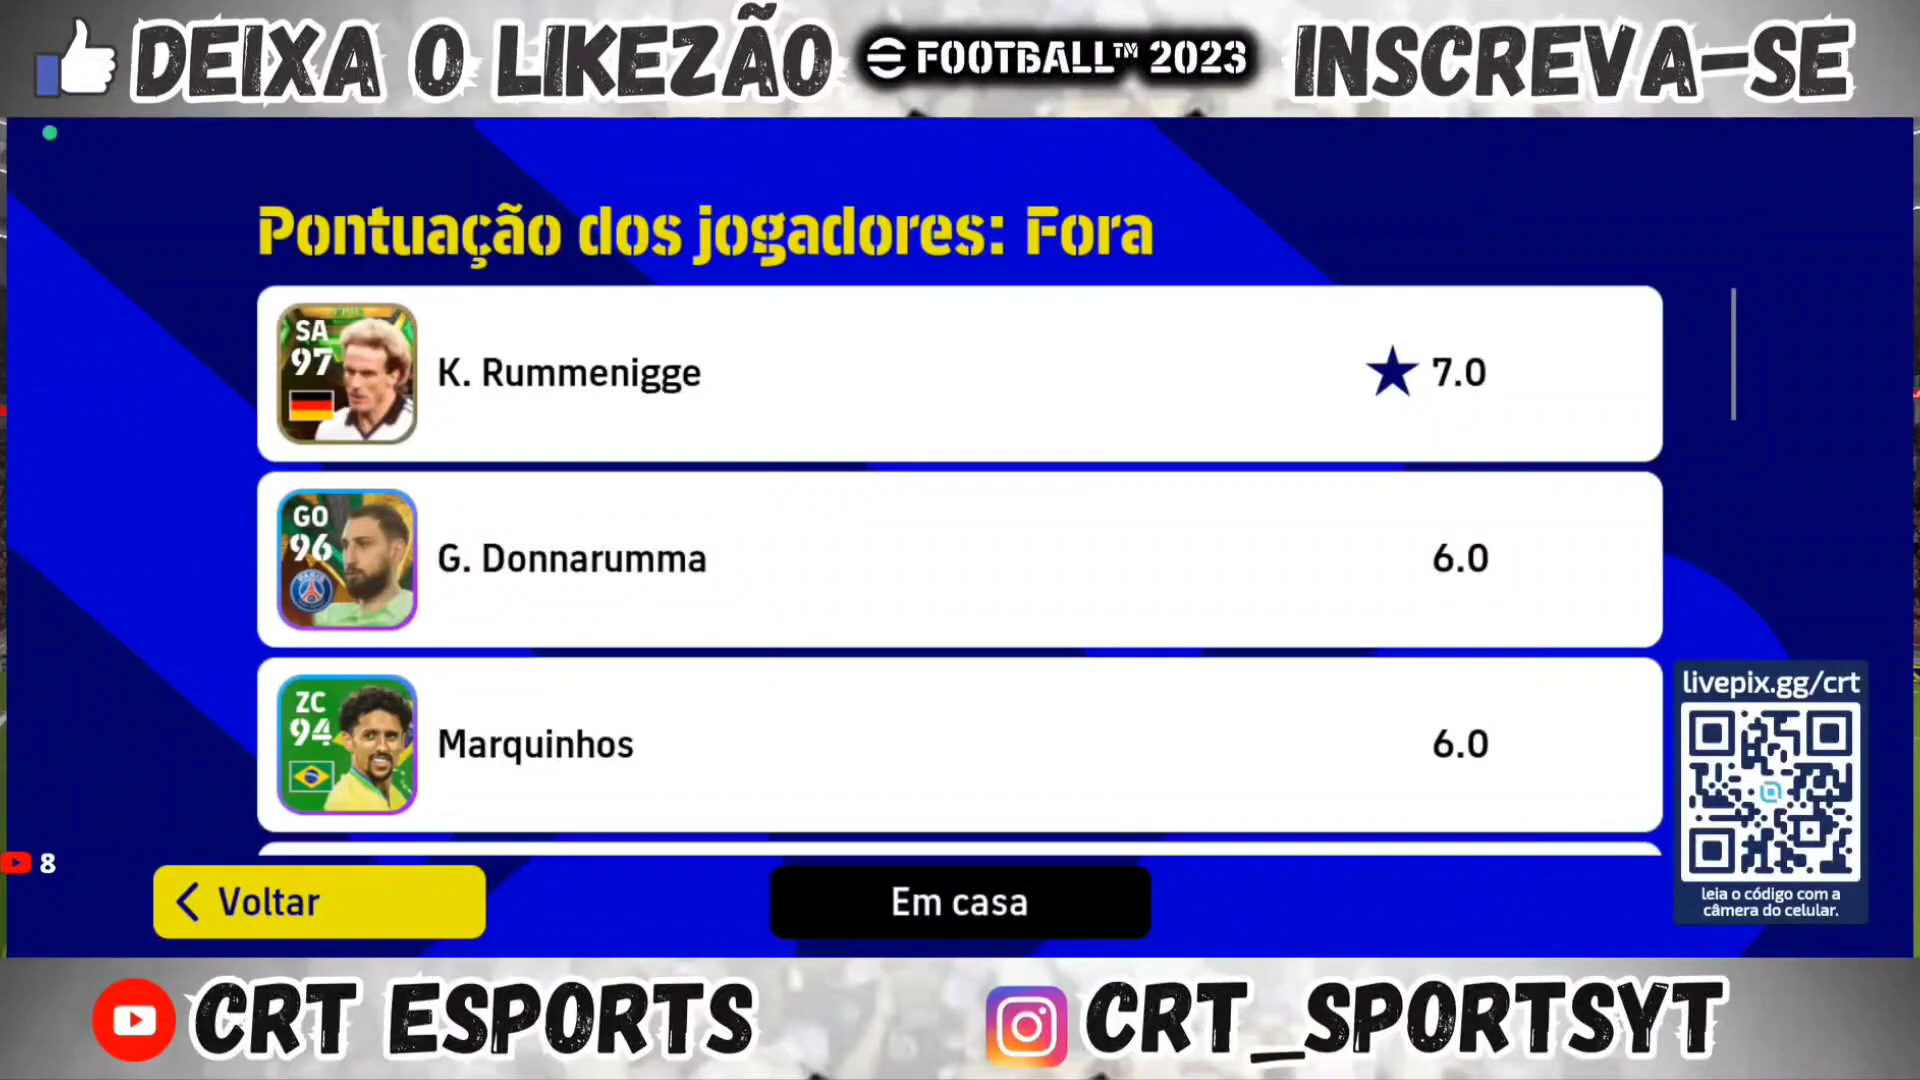 DEIXA O LIKEZÃO
FOOTBALL™ 2023
INSCREVA-SE
Pontuação dos jogadores: Fora
SA
97
K. Rummenigge
7.0
GO
96
PARIS
G. Donnarumma
6.0
ZC
94
Marquinhos
6.0
livepix.gg/crt
leia o código com a
câmera do celular.
8
Voltar
Em casa
CRT ESPORTS
CRT_SPORTSYT